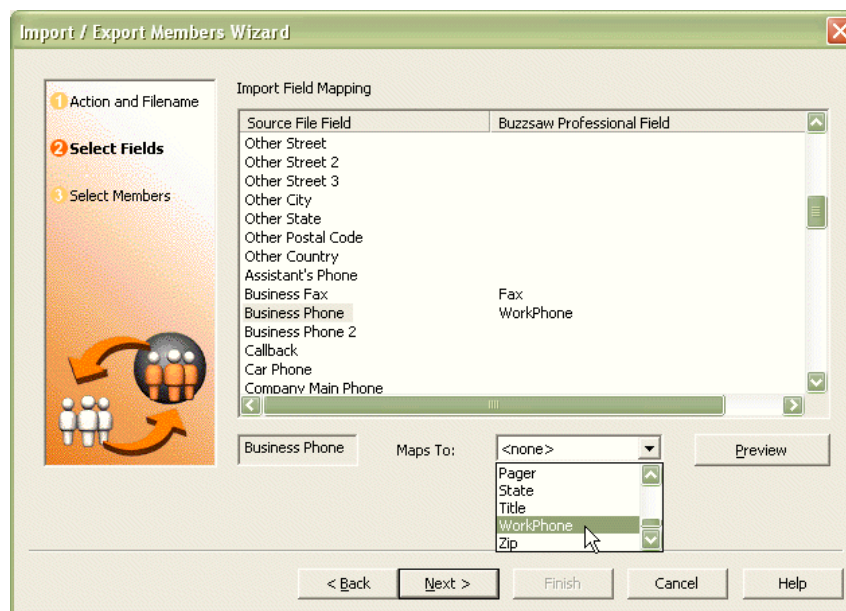 Import / Export Members Wizard
1 Action and Filename
2 Select Fields
3 Select Members
Import Field Mapping
Source File Field Buzzsaw Professional Field
Other Street
Other Street 2
Other Street 3
Other City
Other State
Other Postal Code
Other Country
Assistant's Phone
Business Fax Fax
Business Phone WorkPhone
Business Phone 2
Callback
Car Phone
Company Main Phone
Business Phone Maps To: <none> Preview
Pager
State
Title
WorkPhone
Zip
< Back Next > Finish Cancel Help